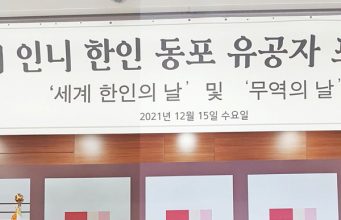 인니 한인 동포 유공자
‘세계 한인의 날’ 및 ‘무역의 날’
2021년 12월 15일 수요일